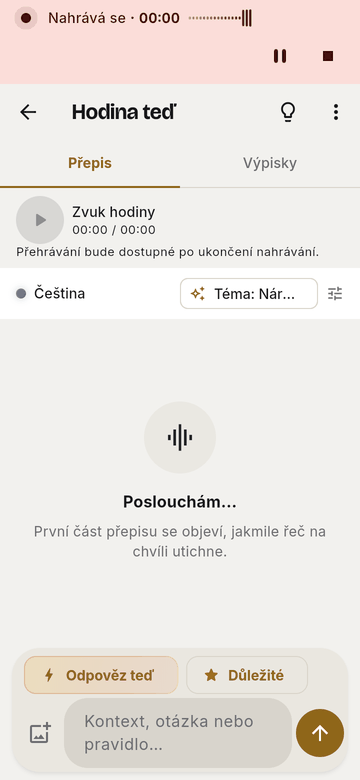 Nahrává se · 00:00
Hodina teď
Přepis
Výpisky
Zvuk hodiny
00:00 / 00:00
Přehrávání bude dostupné po ukončení nahrávání.
Čeština
Téma: Nár...
Poslouchám...
První část přepisu se objeví, jakmile řeč na
chvíli utichne.
Odpověz teď
Důležité
Kontext, otázka nebo
pravidlo...